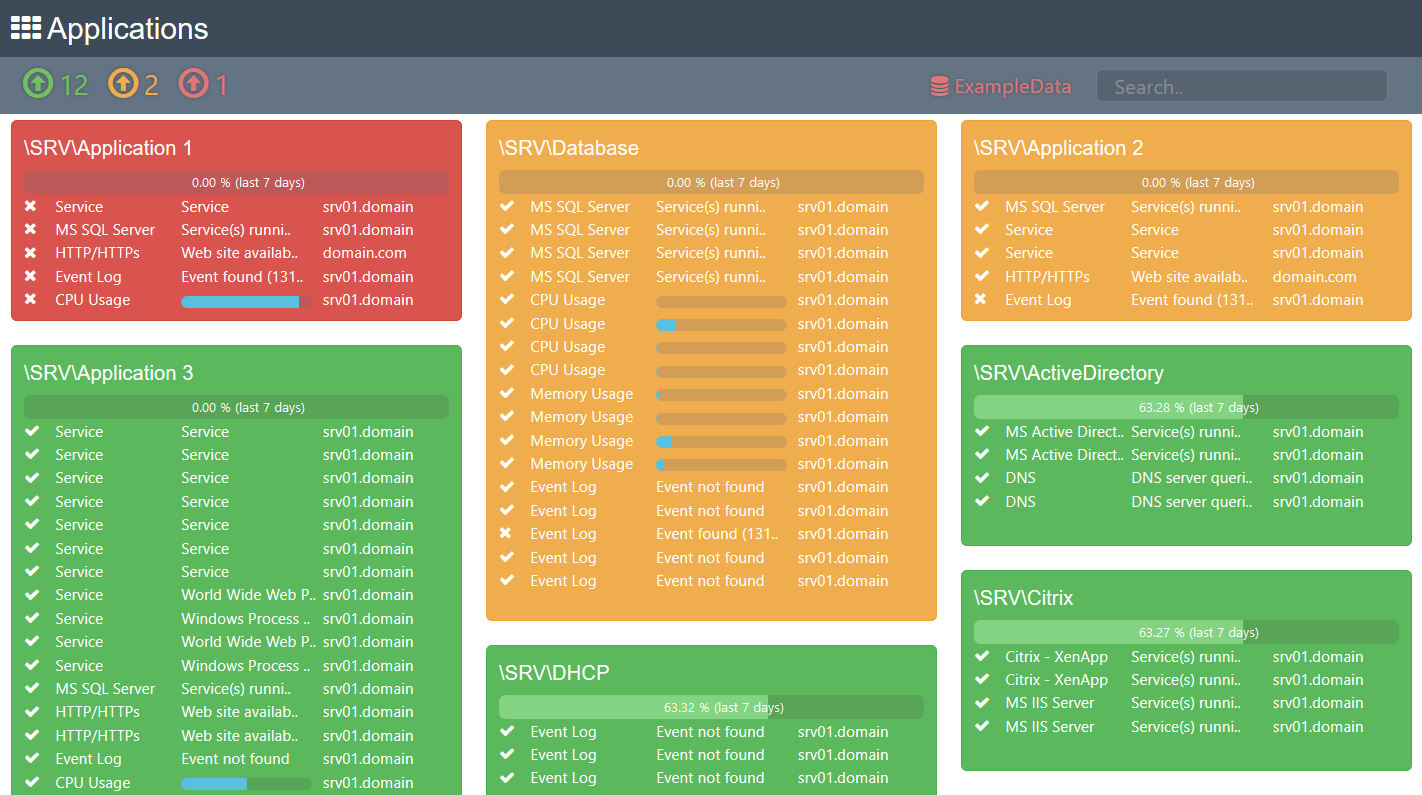 Applications
12 2 1 ExampleData Search..
\SRV\Application 1
0.00 % (last 7 days)
Service Service srv01.domain
MS SQL Server Service(s) runni.. srv01.domain
HTTP/HTTPs Web site availab.. domain.com
Event Log Event found (131.. srv01.domain
CPU Usage srv01.domain
\SRV\Application 3
0.00 % (last 7 days)
Service Service srv01.domain
Service Service srv01.domain
Service Service srv01.domain
Service Service srv01.domain
Service Service srv01.domain
Service Service srv01.domain
Service Service srv01.domain
Service World Wide Web P.. srv01.domain
Service Windows Process .. srv01.domain
Service World Wide Web P.. srv01.domain
Service Windows Process .. srv01.domain
MS SQL Server Service(s) runni.. srv01.domain
HTTP/HTTPs Web site availab.. srv01.domain
HTTP/HTTPs Web site availab.. srv01.domain
Event Log Event not found srv01.domain
CPU Usage srv01.domain
\SRV\Database
0.00 % (last 7 days)
MS SQL Server Service(s) runni.. srv01.domain
MS SQL Server Service(s) runni.. srv01.domain
MS SQL Server Service(s) runni.. srv01.domain
MS SQL Server Service(s) runni.. srv01.domain
CPU Usage srv01.domain
CPU Usage srv01.domain
CPU Usage srv01.domain
CPU Usage srv01.domain
Memory Usage srv01.domain
Memory Usage srv01.domain
Memory Usage srv01.domain
Memory Usage srv01.domain
Event Log Event not found srv01.domain
Event Log Event not found srv01.domain
Event Log Event found (131.. srv01.domain
Event Log Event not found srv01.domain
Event Log Event not found srv01.domain
\SRV\DHCP
63.32 % (last 7 days)
Event Log Event not found srv01.domain
Event Log Event not found srv01.domain
Event Log Event not found srv01.domain
\SRV\Application 2
0.00 % (last 7 days)
MS SQL Server Service(s) runni.. srv01.domain
Service Service srv01.domain
Service Service srv01.domain
HTTP/HTTPs Web site availab.. domain.com
Event Log Event found (131.. srv01.domain
\SRV\ActiveDirectory
63.28 % (last 7 days)
MS Active Direct.. Service(s) runni.. srv01.domain
MS Active Direct.. Service(s) runni.. srv01.domain
DNS DNS server queri.. srv01.domain
DNS DNS server queri.. srv01.domain
\SRV\Citrix
63.27 % (last 7 days)
Citrix - XenApp Service(s) runni.. srv01.domain
Citrix - XenApp Service(s) runni.. srv01.domain
MS IIS Server Service(s) runni.. srv01.domain
MS IIS Server Service(s) runni.. srv01.domain